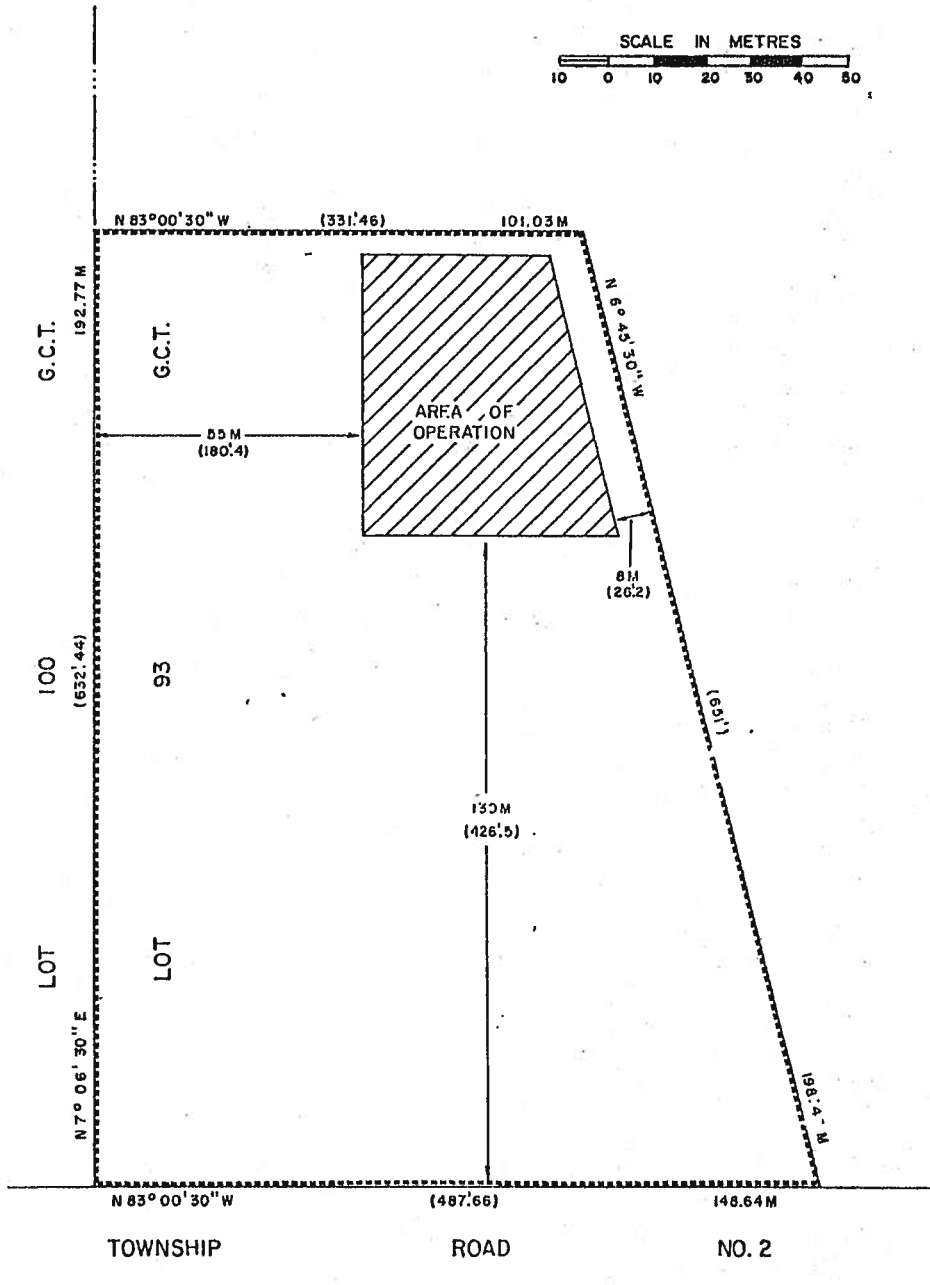 SCALE IN METRES
10 0 10 20 30 40 50
N 83°00'30" W (331'.46) 101.03 M
192.77 M
G.C.T.
G.C.T.
N 6° 45' 30" W
AREA OF
OPERATION
55 M
(180'.4)
8 M
(26'.2)
100
(632'.44)
93
(651')
130 M
(426'.5)
LOT
LOT
N 7° 06' 30" E
198.4- M
N 83° 00' 30" W (487.66) 148.64 M
TOWNSHIP ROAD NO. 2